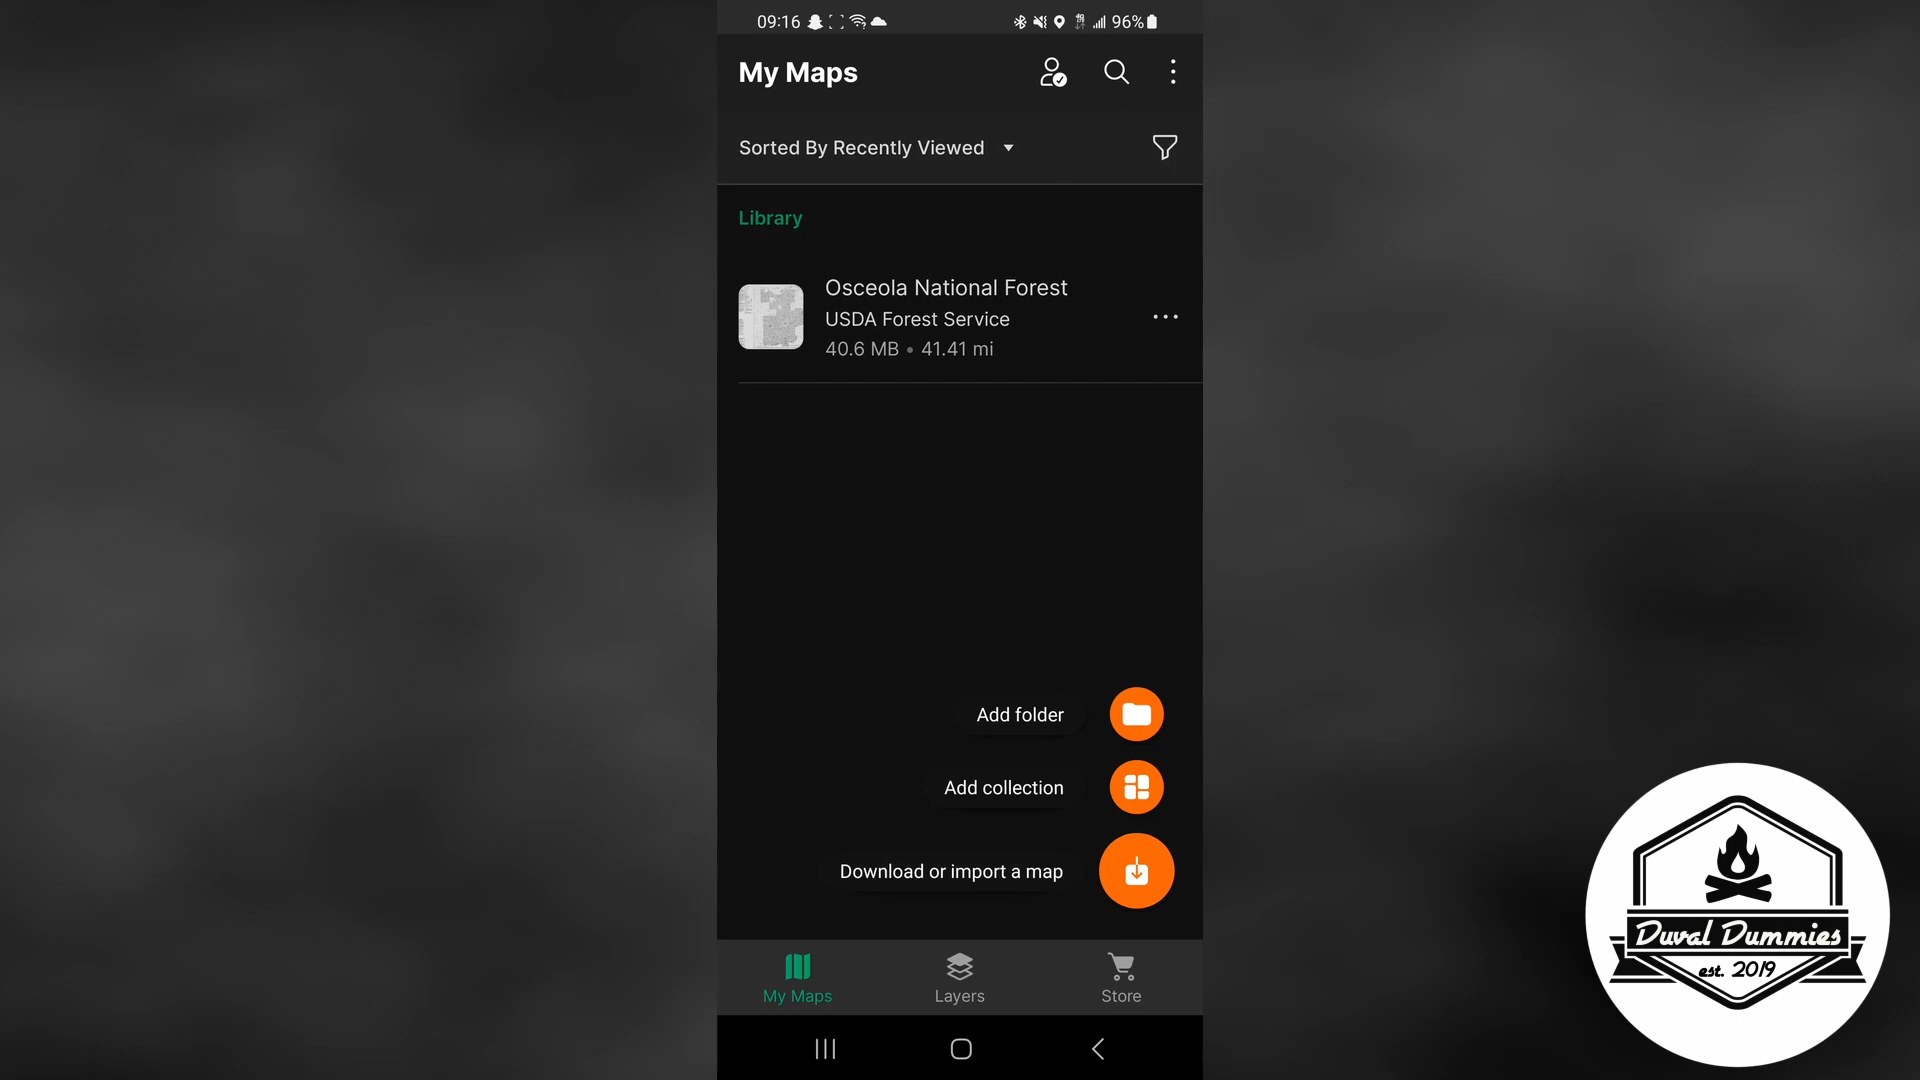 09:16
96%
My Maps
Sorted By Recently Viewed
Library
Osceola National Forest
USDA Forest Service
40.6 MB • 41.41 mi
Add folder
Add collection
Download or import a map
My Maps
Layers
Store
Duval Dummies
est. 2019